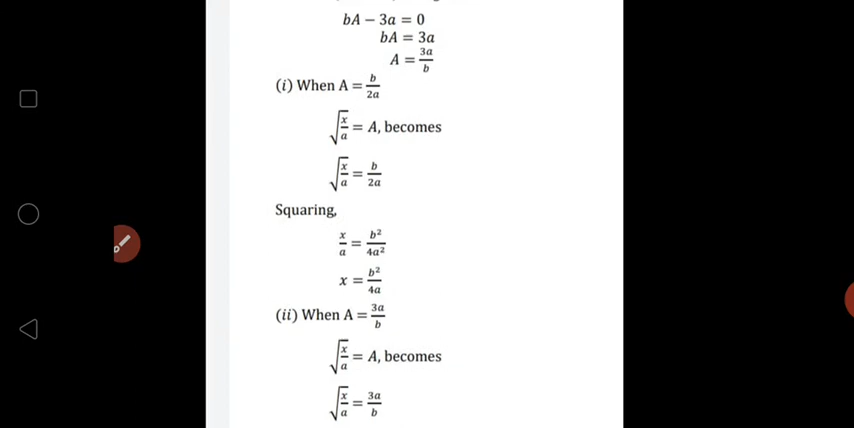 bA − 3a = 0
bA = 3a
A = 3a/b
(i) When A = b/2a
√(x/a) = A, becomes
√(x/a) = b/2a
Squaring,
x/a = b²/4a²
x = b²/4a
(ii) When A = 3a/b
√(x/a) = A, becomes
√(x/a) = 3a/b